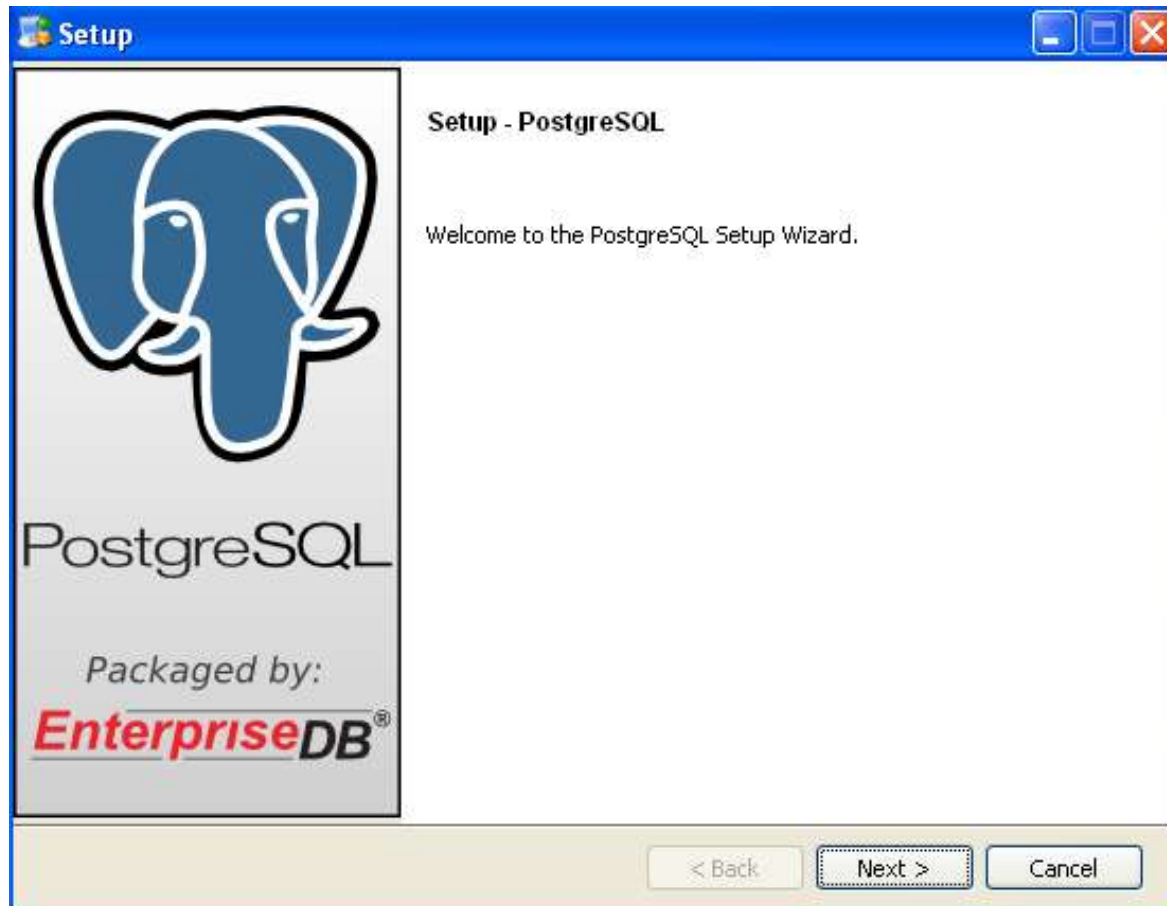 Setup
Setup - PostgreSQL
Welcome to the PostgreSQL Setup Wizard.
PostgreSQL
Packaged by:
EnterpriseDB®
< Back
Next >
Cancel